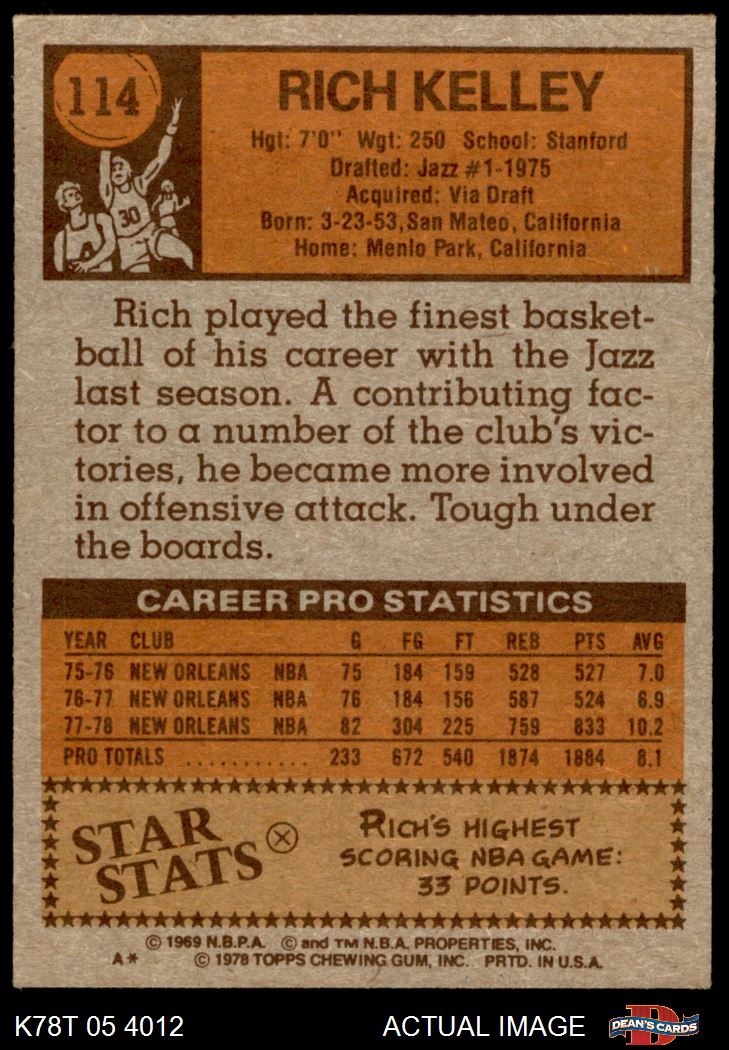 114
RICH KELLEY
Hgt: 7'0" Wgt: 250 School: Stanford
Drafted: Jazz #1-1975
Acquired: Via Draft
Born: 3-23-53, San Mateo, California
Home: Menlo Park, California
30
Rich played the finest basket-
ball of his career with the Jazz
last season. A contributing fac-
tor to a number of the club's vic-
tories, he became more involved
in offensive attack. Tough under
the boards.
CAREER PRO STATISTICS
YEAR CLUB G FG FT REB PTS AVG
75-76 NEW ORLEANS NBA 75 184 159 528 527 7.0
76-77 NEW ORLEANS NBA 76 184 156 587 524 6.9
77-78 NEW ORLEANS NBA 82 304 225 759 833 10.2
PRO TOTALS ........... 233 672 540 1874 1884 8.1
STAR STATS
RICH'S HIGHEST
SCORING NBA GAME:
33 POINTS.
© 1969 N.B.P.A. © and TM N.B.A. PROPERTIES, INC.
A* © 1978 TOPPS CHEWING GUM, INC. PRTD. IN U.S.A.
K78T 05 4012 ACTUAL IMAGE D DEAN'S CARDS